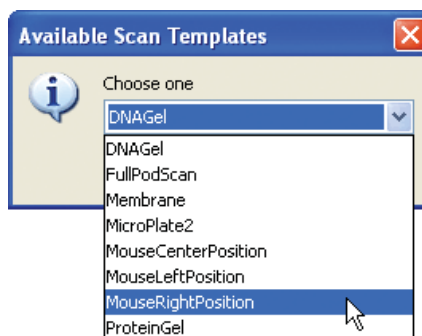 Available Scan Templates
Choose one
DNAGel
DNAGel
FullPodScan
Membrane
MicroPlate2
MouseCenterPosition
MouseLeftPosition
MouseRightPosition
ProteinGel